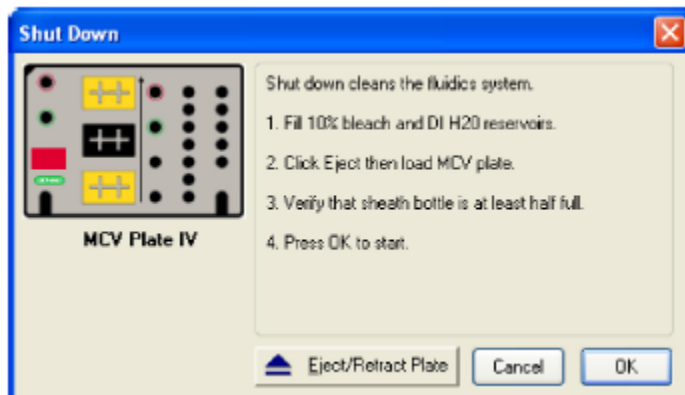 Shut Down
Shut down cleans the fluidics system.
1. Fill 10% bleach and DI H20 reservoirs.
2. Click Eject then load MCV plate.
3. Verify that sheath bottle is at least half full.
4. Press OK to start.
MCV Plate IV
Eject/Retract Plate
Cancel
OK